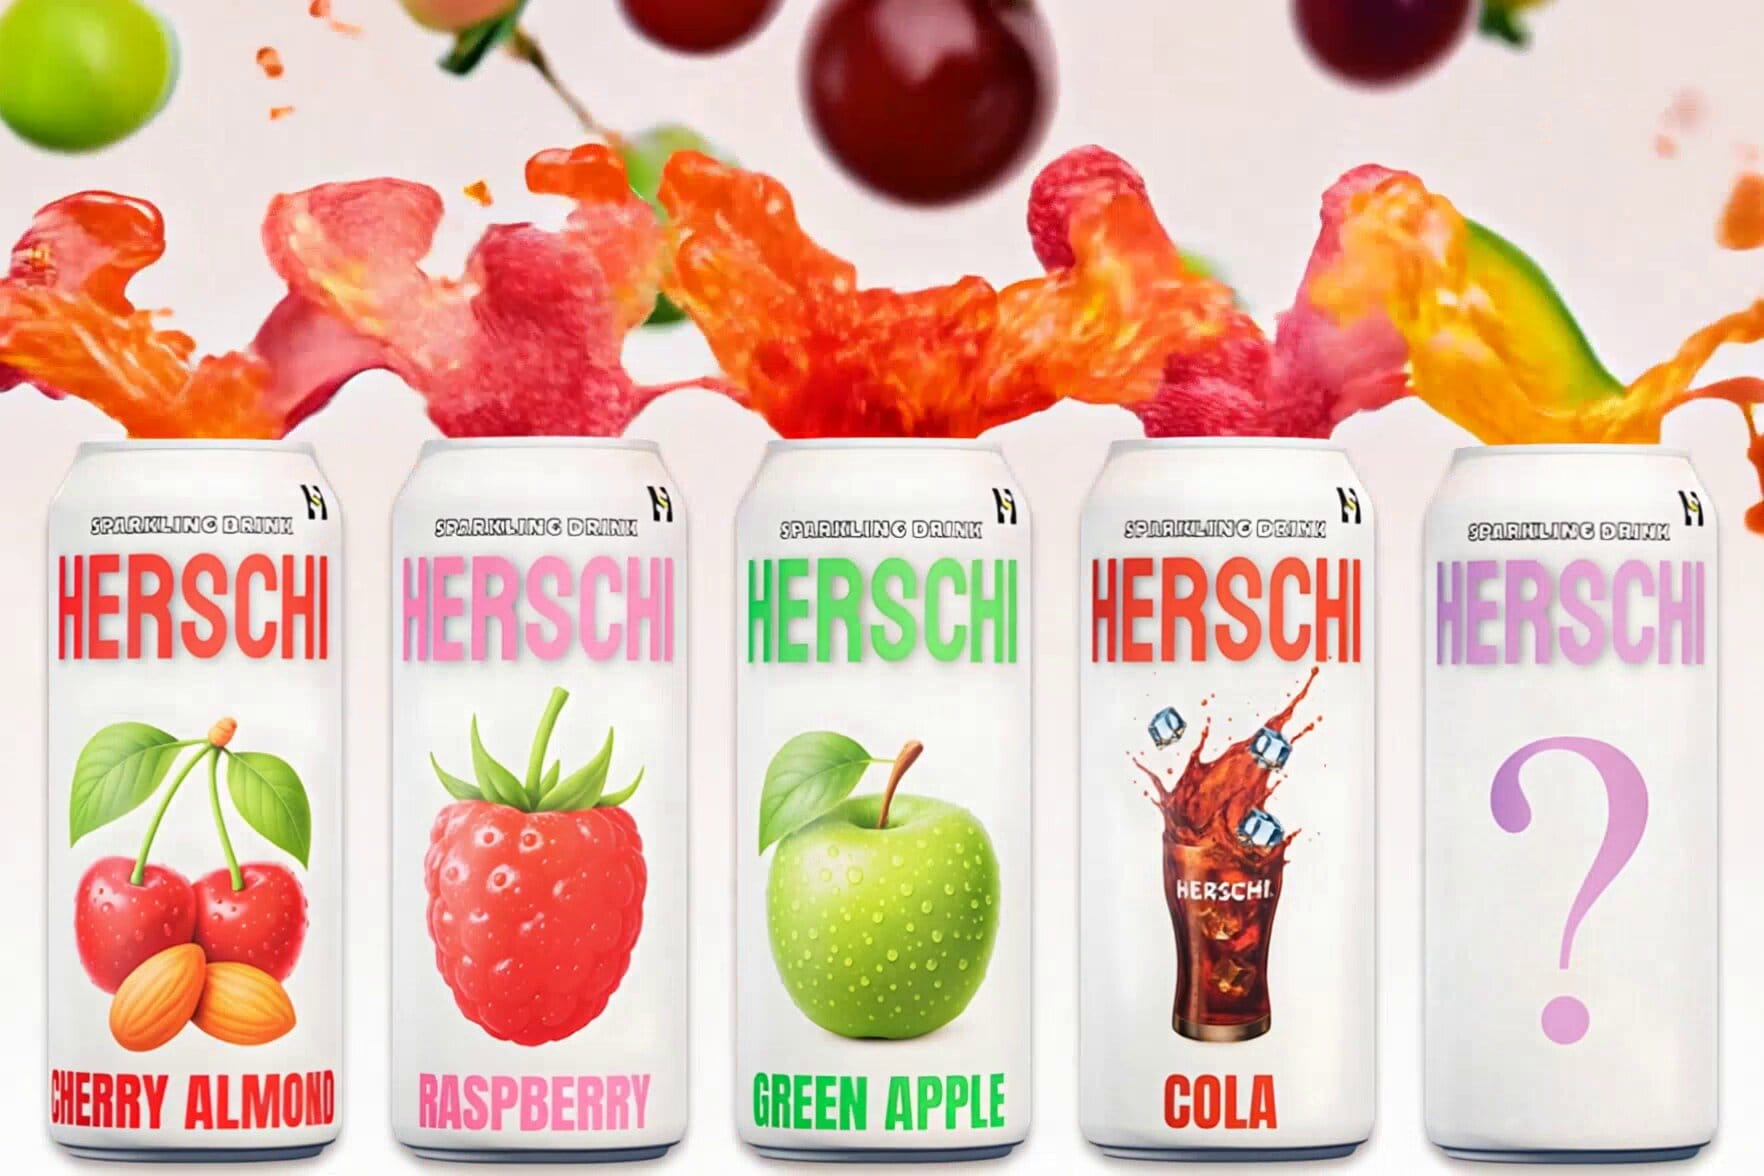 SPARKLING DRINK
HERSCHI
CHERRY ALMOND
SPARKLING DRINK
HERSCHI
RASPBERRY
SPARKLING DRINK
HERSCHI
GREEN APPLE
SPARKLING DRINK
HERSCHI
HERSCHI
COLA
SPARKLING DRINK
HERSCHI
?